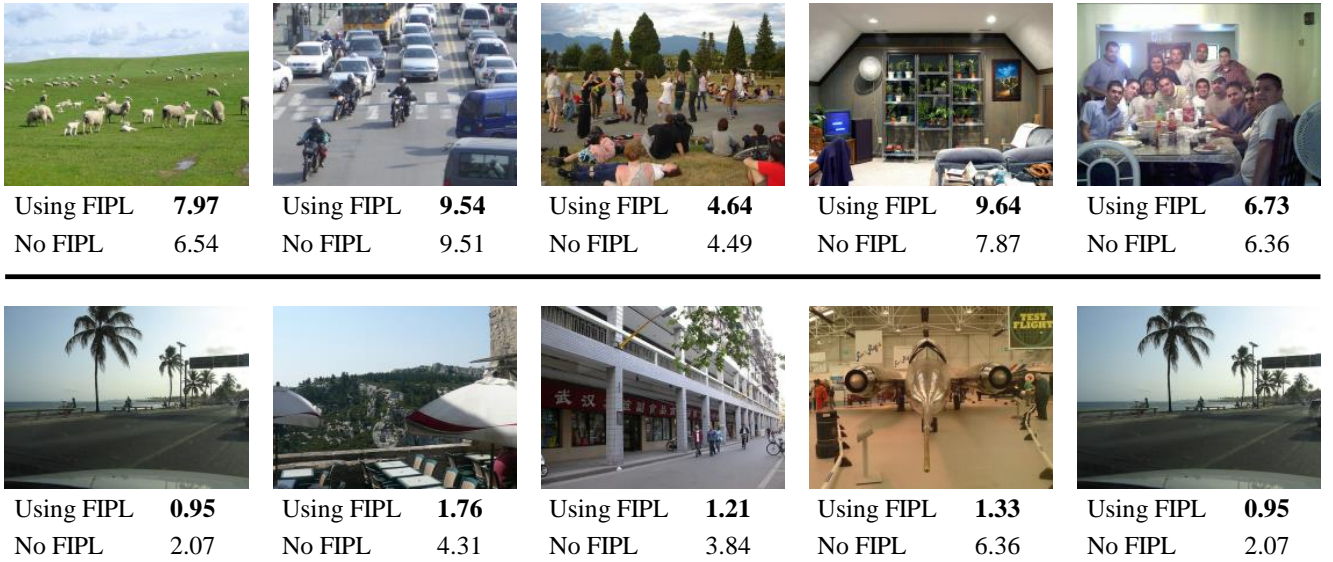 Using FIPL 7.97 Using FIPL 9.54 Using FIPL 4.64 Using FIPL 9.64 Using FIPL 6.73
No FIPL 6.54 No FIPL 9.51 No FIPL 4.49 No FIPL 7.87 No FIPL 6.36
TEST
FLIGHT
武汉
副食品
Using FIPL 0.95 Using FIPL 1.76 Using FIPL 1.21 Using FIPL 1.33 Using FIPL 0.95
No FIPL 2.07 No FIPL 4.31 No FIPL 3.84 No FIPL 6.36 No FIPL 2.07